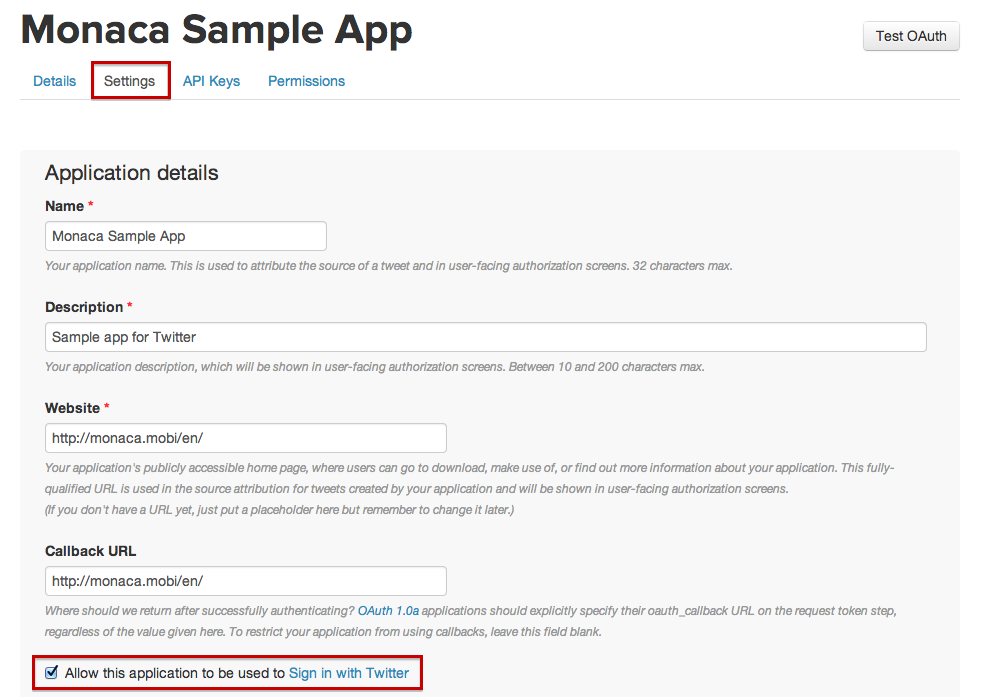 Monaca Sample App
Test OAuth
Details Settings API Keys Permissions
Application details
Name *
Monaca Sample App
Your application name. This is used to attribute the source of a tweet and in user-facing authorization screens. 32 characters max.
Description *
Sample app for Twitter
Your application description, which will be shown in user-facing authorization screens. Between 10 and 200 characters max.
Website *
http://monaca.mobi/en/
Your application's publicly accessible home page, where users can go to download, make use of, or find out more information about your application. This fully-
qualified URL is used in the source attribution for tweets created by your application and will be shown in user-facing authorization screens.
(If you don't have a URL yet, just put a placeholder here but remember to change it later.)
Callback URL
http://monaca.mobi/en/
Where should we return after successfully authenticating? OAuth 1.0a applications should explicitly specify their oauth_callback URL on the request token step,
regardless of the value given here. To restrict your application from using callbacks, leave this field blank.
Allow this application to be used to Sign in with Twitter